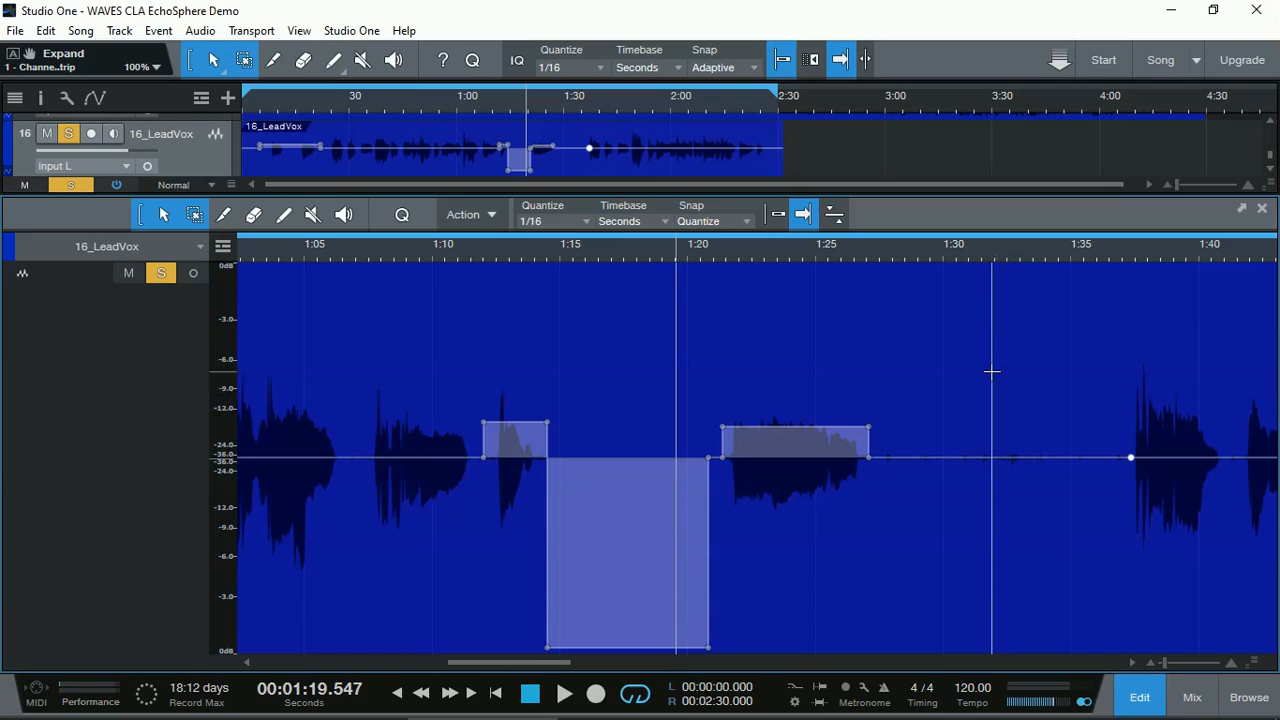 Studio One - WAVES CLA EchoSphere Demo
File Edit Song Track Event Audio Transport View Studio One Help
A Expand
1 - Channe..trip 100%
Quantize Timebase Snap
IQ 1/16 Seconds Adaptive
Start Song Upgrade
30 1:00 1:30 2:00 2:30 3:00 3:30 4:00 4:30
16 M S 16_LeadVox
16_LeadVox
Input L
M S Normal
Action
Quantize Timebase Snap
1/16 Seconds Quantize
16_LeadVox
1:05 1:10 1:15 1:20 1:25 1:30 1:35 1:40
M S
0dB
-3.0
-6.0
-9.0
-12.0
-24.0
-36.0
-36.0
-24.0
-12.0
-9.0
-6.0
-3.0
0dB
MIDI
Performance
18:12 days
Record Max
00:01:19.547
Seconds
L 00:00:00.000
R 00:02:30.000
Metronome
4 / 4
Timing
120.00
Tempo
Edit Mix Browse